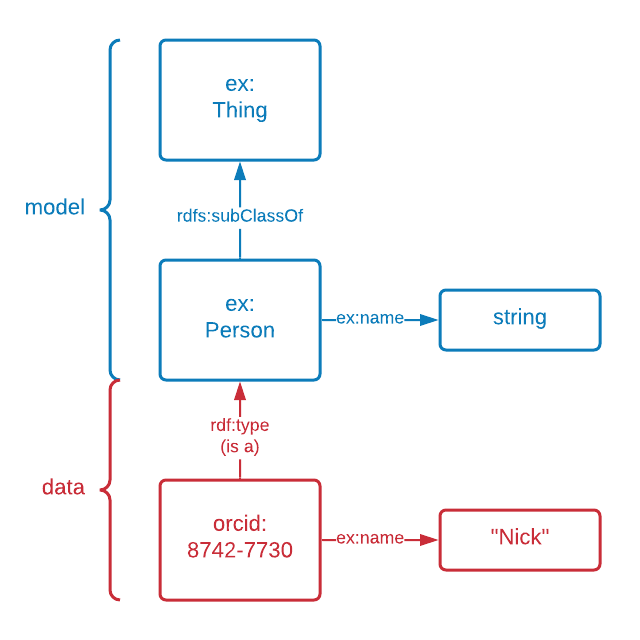 ex:
Thing
model
rdfs:subClassOf
ex:
Person
ex:name
string
rdf:type
(is a)
data
orcid:
8742-7730
ex:name
"Nick"